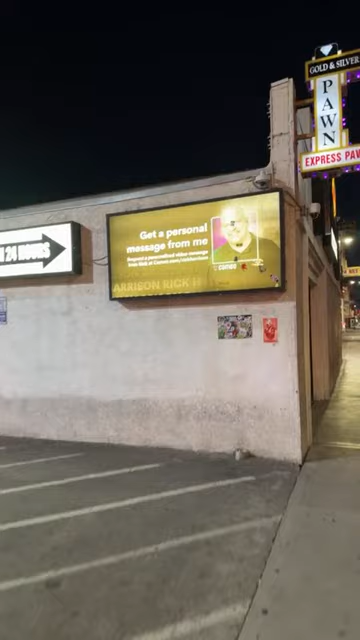 GOLD & SILVER
PAWN
EXPRESS PAW
24 HOURS
Get a personal
message from me
cameo
ARRISON RICK H